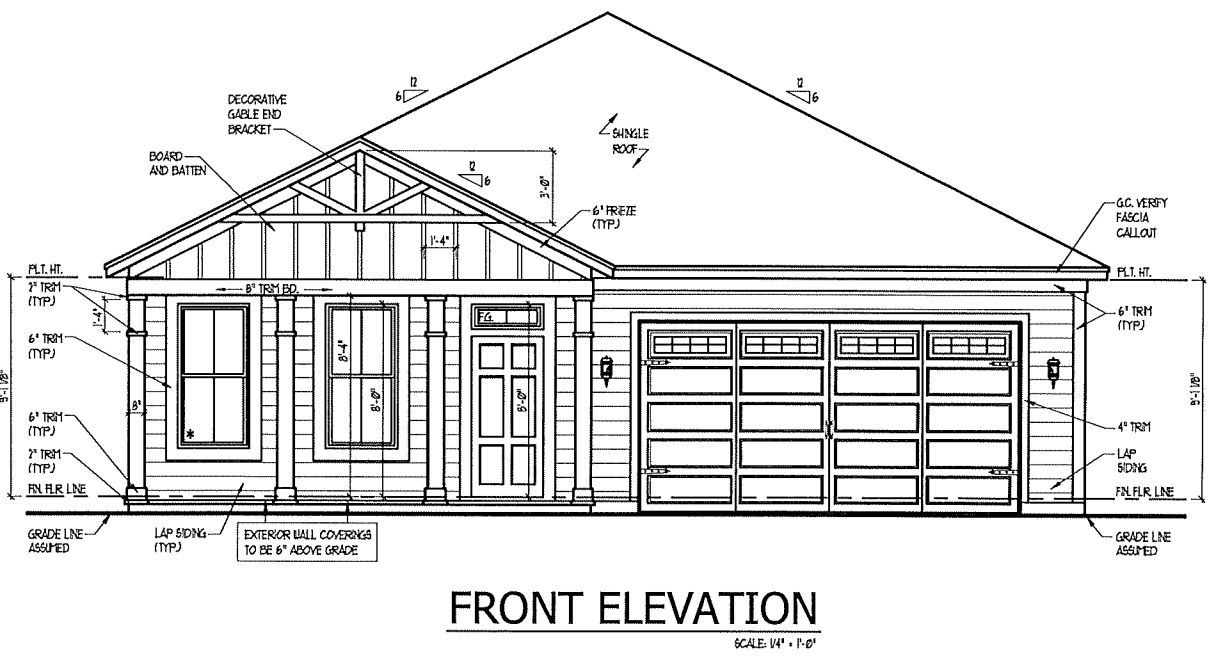 12
6
12
6
DECORATIVE
GABLE END
BRACKET
SHINGLE
ROOF
BOARD
AND BATTEN
12
6
3'-0"
6" FRIEZE
(TYP.)
G.C. VERIFY
FASCIA
CALLOUT
1'-4"
PLT. HT.
PLT. HT.
2" TRIM
(TYP.)
8" TRIM BD.
1'-4"
F.G.
6" TRIM
(TYP.)
6" TRIM
(TYP.)
8'-4"
8'-0"
8'-0"
9'-1 1/8"
9'-1 1/8"
8"
6" TRIM
(TYP.)
*
4" TRIM
2" TRIM
(TYP.)
LAP
SIDING
FIN. FLR. LINE
FIN. FLR. LINE
GRADE LINE
ASSUMED
LAP SIDING
(TYP.)
EXTERIOR WALL COVERINGS
TO BE 6" ABOVE GRADE
GRADE LINE
ASSUMED
FRONT ELEVATION
SCALE: 1/4" = 1'-0"